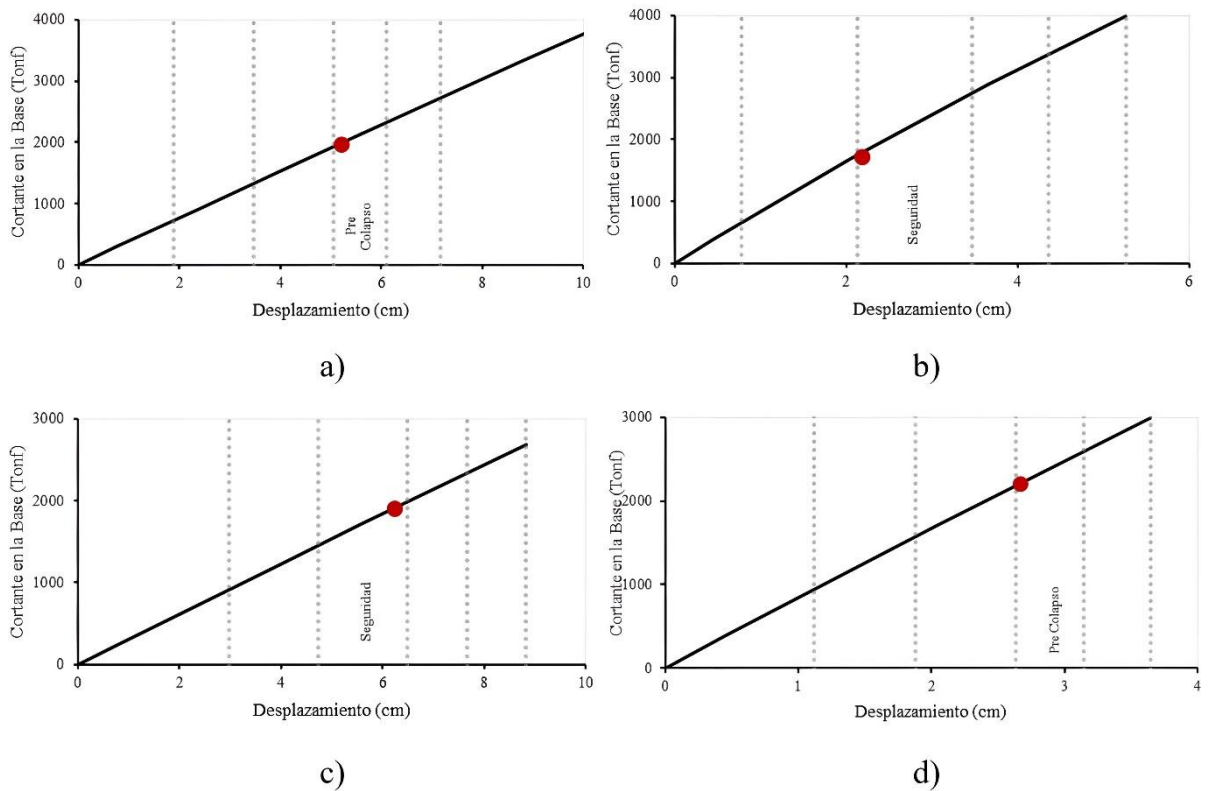 Cortante en la Base (Tonf)
4000
3000
2000
1000
0
Pre
Colapso
0 2 4 6 8 10
Desplazamiento (cm)
a)
Cortante en la Base (Tonf)
4000
3000
2000
1000
0
Seguridad
0 2 4 6
Desplazamiento (cm)
b)
Cortante en la Base (Tonf)
3000
2000
1000
0
Seguridad
0 2 4 6 8 10
Desplazamiento (cm)
c)
Cortante en la Base (Tonf)
3000
2000
1000
0
Pre Colapso
0 1 2 3 4
Desplazamiento (cm)
d)